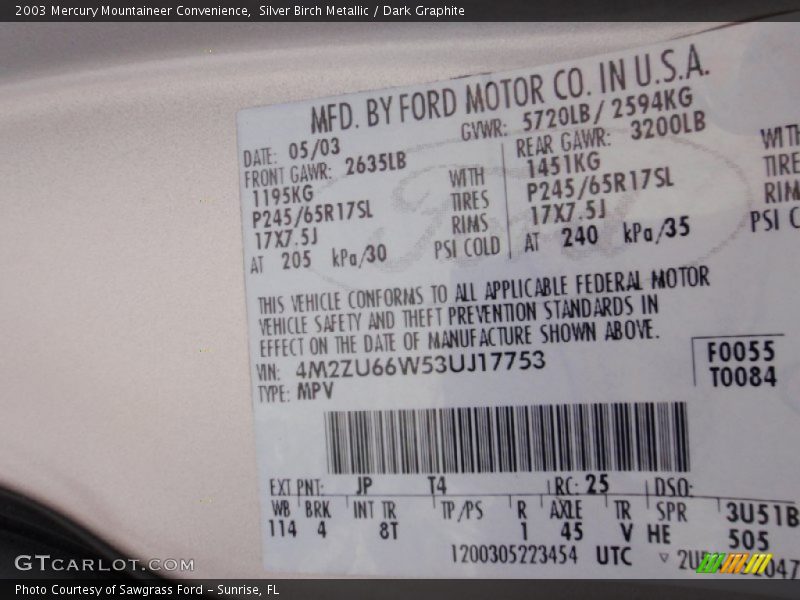 2003 Mercury Mountaineer Convenience, Silver Birch Metallic / Dark Graphite
MFD. BY FORD MOTOR CO. IN U.S.A.
DATE: 05/03 GVWR: 5720LB / 2594KG
FRONT GAWR: 2635LB REAR GAWR: 3200LB
1195KG WITH 1451KG WITH
P245/65R17SL TIRES P245/65R17SL TIRE
17X7.5J RIMS 17X7.5J RIM
AT 205 kPa/30 PSI COLD AT 240 kPa/35 PSI C
THIS VEHICLE CONFORMS TO ALL APPLICABLE FEDERAL MOTOR
VEHICLE SAFETY AND THEFT PREVENTION STANDARDS IN
EFFECT ON THE DATE OF MANUFACTURE SHOWN ABOVE.
VIN: 4M2ZU66W53UJ17753 F0055
TYPE: MPV T0084
EXT PNT: JP T4 RC: 25 DSO:
WB BRK INT TR TP/PS R AXLE TR SPR 3U51B
114 4 8T 1 45 V HE 505
1200305223454 UTC
GTCARLOT.COM
Photo Courtesy of Sawgrass Ford - Sunrise, FL